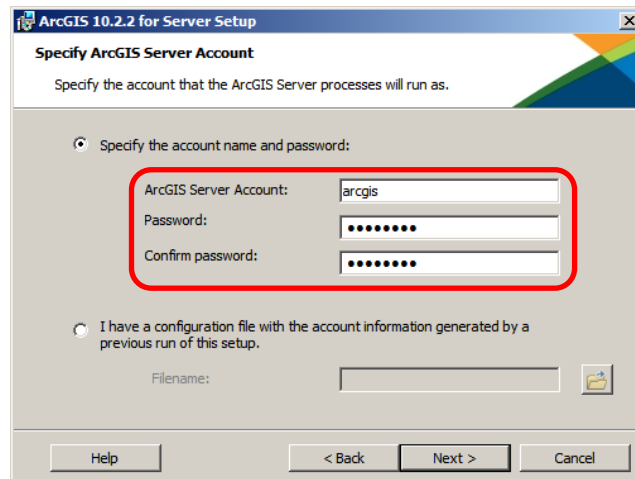 ArcGIS 10.2.2 for Server Setup
Specify ArcGIS Server Account
Specify the account that the ArcGIS Server processes will run as.
Specify the account name and password:
ArcGIS Server Account: arcgis
Password: ●●●●●●●●
Confirm password: ●●●●●●●●
I have a configuration file with the account information generated by a
previous run of this setup.
Filename:
Help < Back Next > Cancel